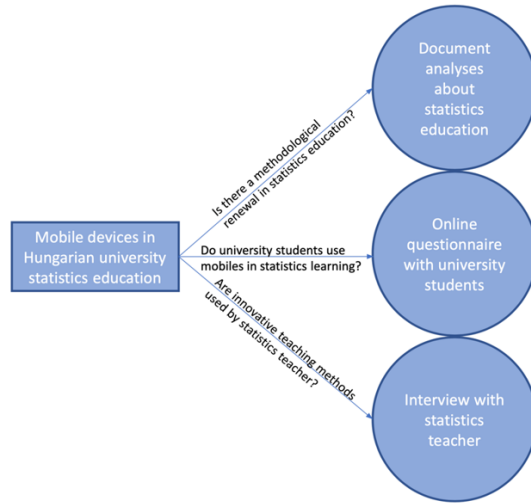 Document
analyses
about
statistics
education
Is there a methodological
renewal in statistics education?
Mobile devices in
Hungarian university
statistics education
Do university students use
mobiles in statistics learning?
Online
questionnaire
with university
students
Are innovative teaching methods
used by statistics teacher?
Interview with
statistics
teacher